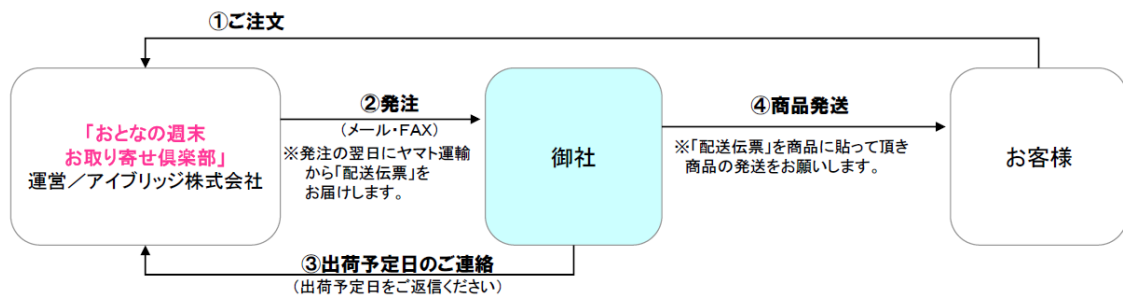 ①ご注文
「おとなの週末
お取り寄せ倶楽部」
運営／アイブリッジ株式会社
②発注
（メール・FAX）
※発注の翌日にヤマト運輸
から「配送伝票」を
お届けします。
御社
④商品発送
※「配送伝票」を商品に貼って頂き
商品の発送をお願いします。
お客様
③出荷予定日のご連絡
（出荷予定日をご返信ください）